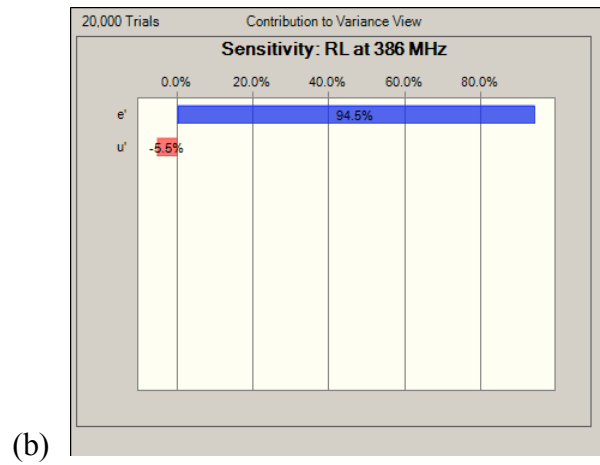 20,000 Trials Contribution to Variance View
Sensitivity: RL at 386 MHz
0.0% 20.0% 40.0% 60.0% 80.0%
e' 94.5%
u' -5.5%
(b)